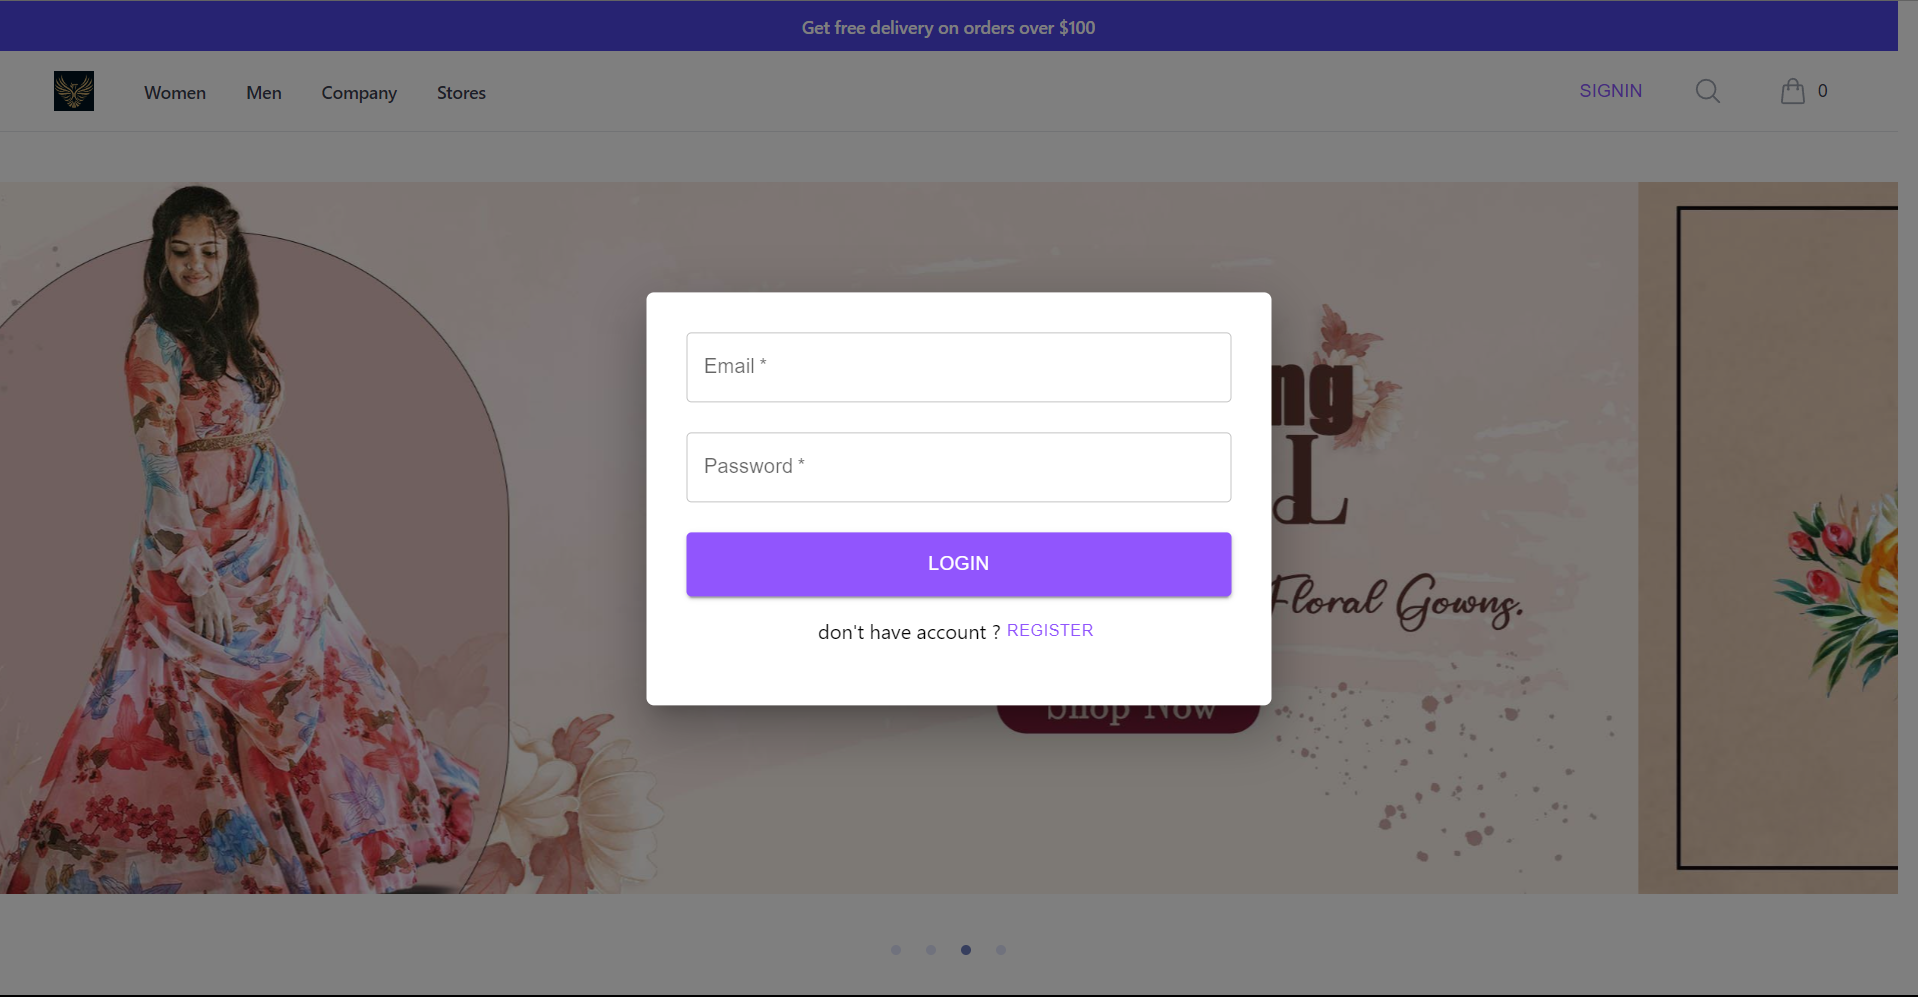 Get free delivery on orders over $100
Women Men Company Stores SIGNIN 0
Email *
Password *
LOGIN
don't have account ? REGISTER
Floral Gowns.
Shop Now